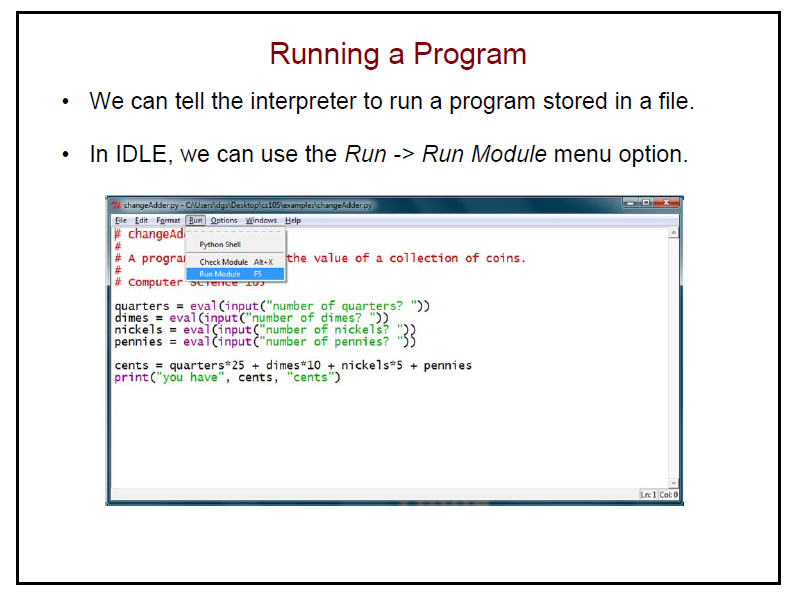 Running a Program
• We can tell the interpreter to run a program stored in a file.
• In IDLE, we can use the Run -> Run Module menu option.
changeAdder.py - C:\Users\dgs\Desktop\cs105\examples\changeAdder.py
File Edit Format Run Options Windows Help
# changeAd
Python Shell
#
# A progra the value of a collection of coins.
Check Module Alt+X
#
Run Module F5
# Computer Science 105
quarters = eval(input("number of quarters? "))
dimes = eval(input("number of dimes? "))
nickels = eval(input("number of nickels? "))
pennies = eval(input("number of pennies? "))
cents = quarters*25 + dimes*10 + nickels*5 + pennies
print("you have", cents, "cents")
Ln: 1 Col: 0